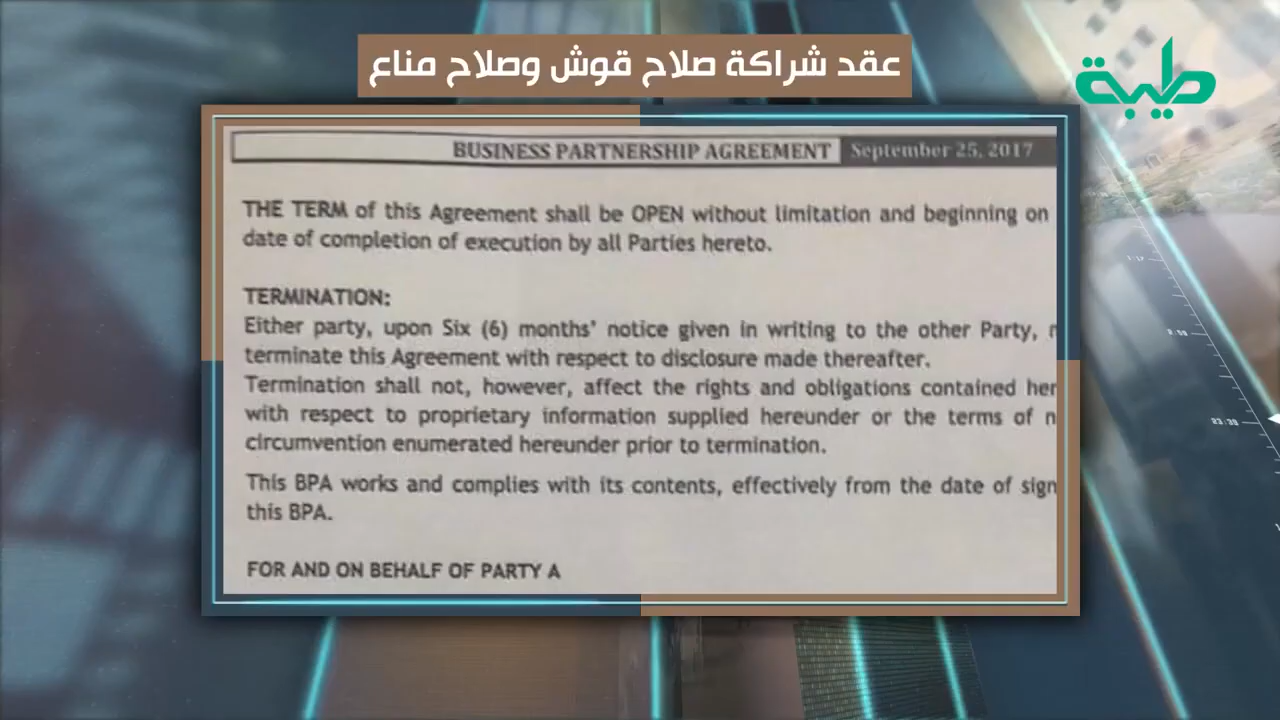 عقد شراكة صلاح قوش وصلاح مناع
طيبة
BUSINESS PARTNERSHIP AGREEMENT September 25, 2017
THE TERM of this Agreement shall be OPEN without limitation and beginning on
date of completion of execution by all Parties hereto.
TERMINATION:
Either party, upon Six (6) months' notice given in writing to the other Party,
terminate this Agreement with respect to disclosure made thereafter.
Termination shall not, however, affect the rights and obligations contained
with respect to proprietary information supplied hereunder or the terms of
circumvention enumerated hereunder prior to termination.
This BPA works and complies with its contents, effectively from the date of
this BPA.
FOR AND ON BEHALF OF PARTY A